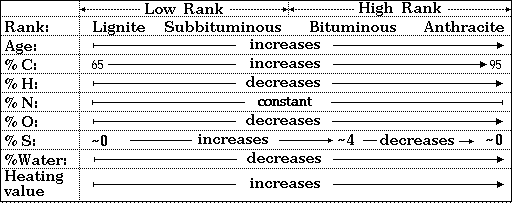 Low Rank High Rank
Rank: Lignite Subbituminous Bituminous Anthracite
Age: increases
% C: 65 increases 95
% H: decreases
% N: constant
% O: decreases
% S: ~0 increases ~4 decreases ~0
%Water: decreases
Heating
value increases